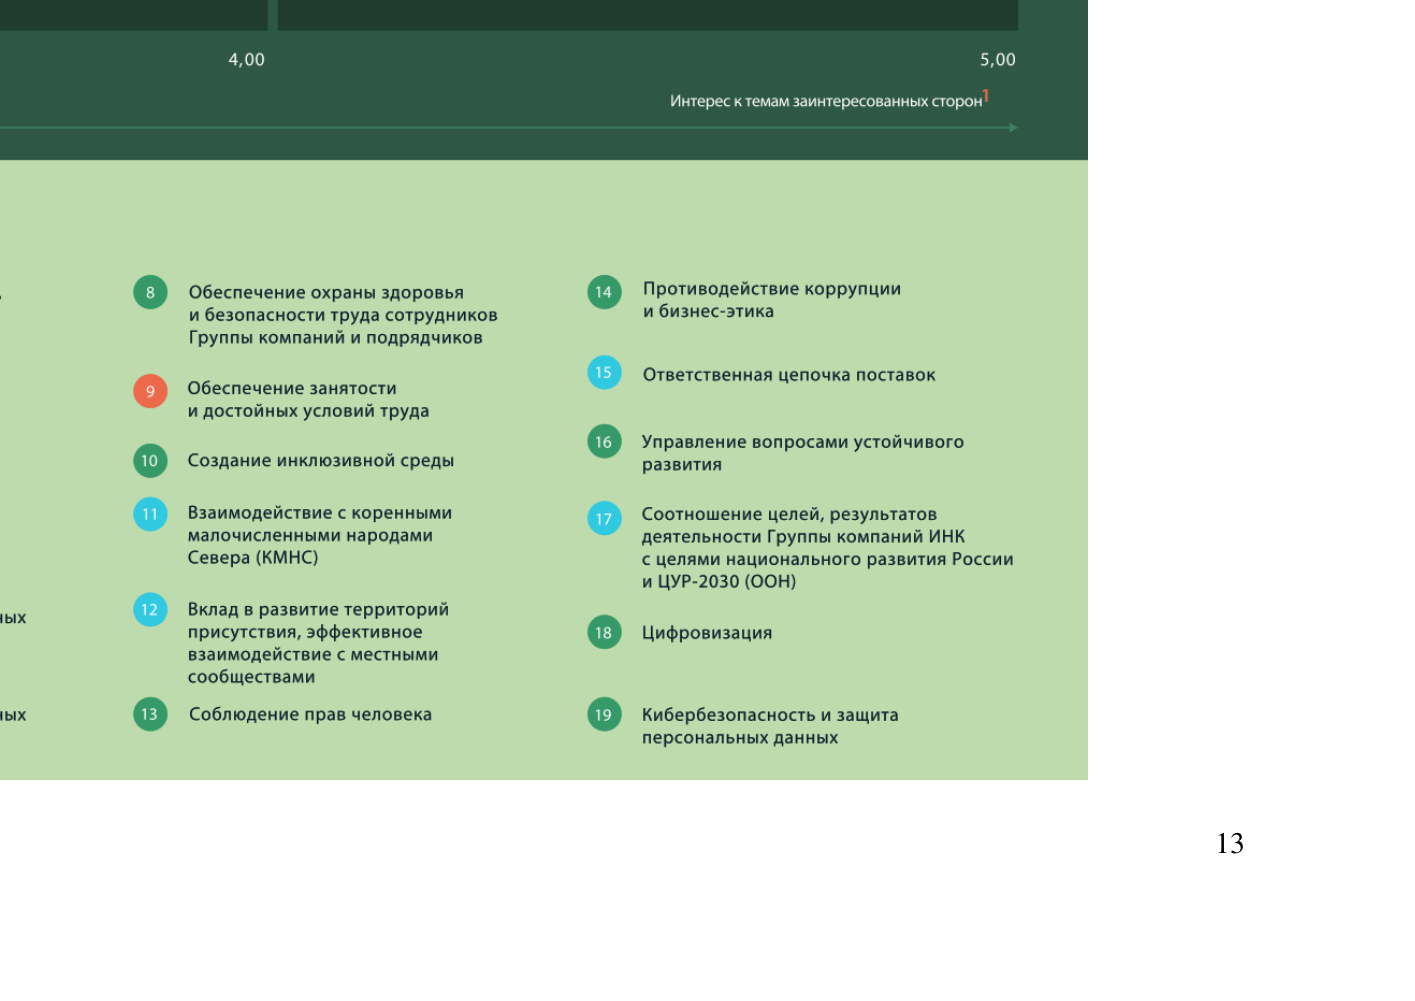 4,00
5,00
Интерес к темам заинтересованных сторон1
8
Обеспечение охраны здоровья
и безопасности труда сотрудников
Группы компаний и подрядчиков
9
Обеспечение занятости
и достойных условий труда
10
Создание инклюзивной среды
11
Взаимодействие с коренными
малочисленными народами
Севера (КМНС)
12
Вклад в развитие территорий
присутствия, эффективное
взаимодействие с местными
сообществами
13
Соблюдение прав человека
14
Противодействие коррупции
и бизнес-этика
15
Ответственная цепочка поставок
16
Управление вопросами устойчивого
развития
17
Соотношение целей, результатов
деятельности Группы компаний ИНК
с целями национального развития России
и ЦУР-2030 (ООН)
18
Цифровизация
19
Кибербезопасность и защита
персональных данных
13